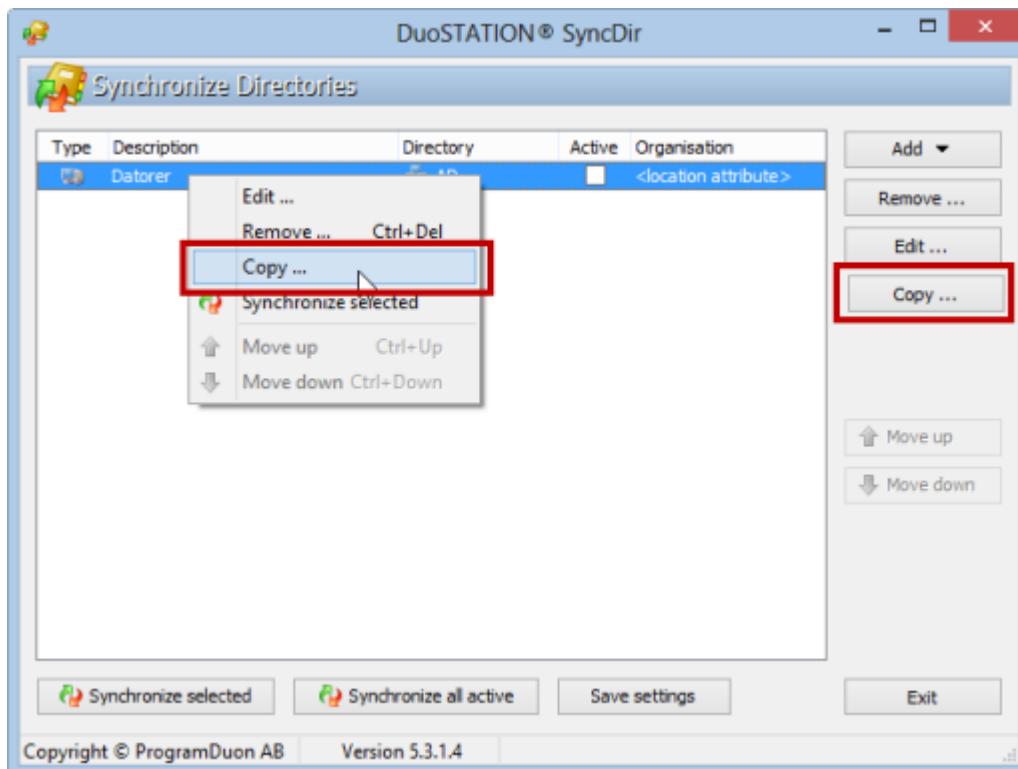 DuoSTATION® SyncDir
Synchronize Directories
Type Description Directory Active Organisation
Datorer AD <location attribute>
Edit ...
Remove ... Ctrl+Del
Copy ...
Synchronize selected
Move up Ctrl+Up
Move down Ctrl+Down
Add
Remove ...
Edit ...
Copy ...
Move up
Move down
Synchronize selected Synchronize all active Save settings Exit
Copyright © ProgramDuon AB Version 5.3.1.4